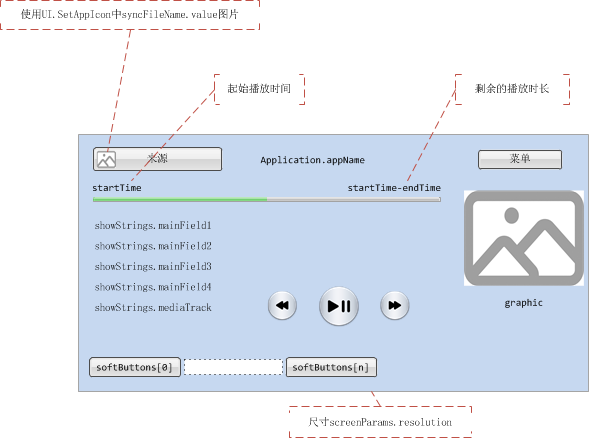 使用UI.SetAppIcon中syncFileName.value图片
起始播放时间
剩余的播放时长
来源
Application.appName
菜单
startTime
startTime-endTime
showStrings.mainField1
showStrings.mainField2
showStrings.mainField3
showStrings.mainField4
showStrings.mediaTrack
graphic
softButtons[0]
softButtons[n]
尺寸screenParams.resolution